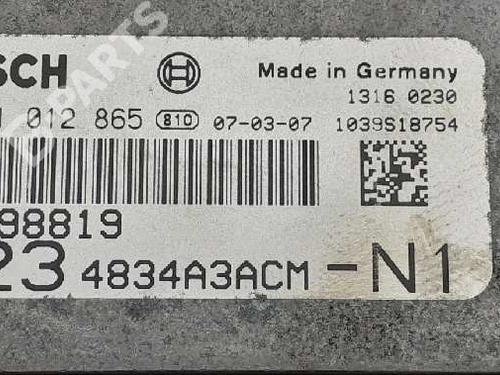 SCH
Made in Germany
1316 0230
012 865 810 07-03-07 1039S18754
98819
23 4834A3ACM -N1